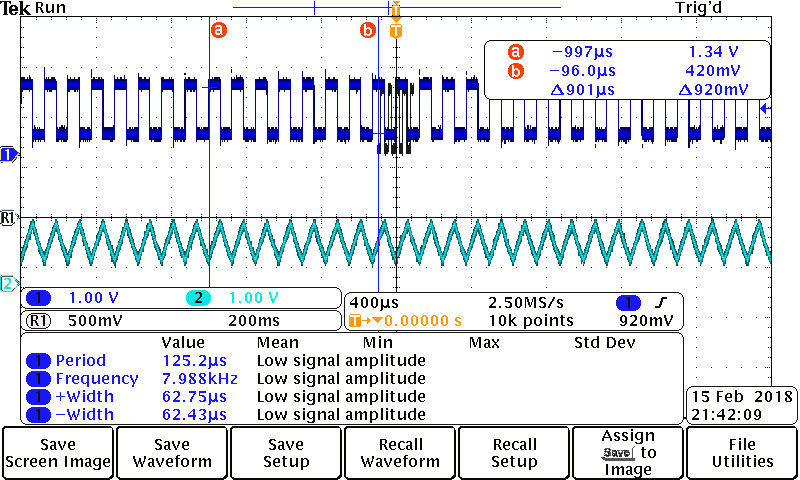 Tek Run Trig'd
a b T
a −997µs 1.34 V
b −96.0µs 420mV
Δ901µs Δ920mV
1
R1
2
1 1.00 V 2 1.00 V
R1 500mV 200ms
400µs 2.50MS/s 1
T→▼0.00000 s 10k points 920mV
Value Mean Min Max Std Dev
1 Period 125.2µs Low signal amplitude
1 Frequency 7.988kHz Low signal amplitude
1 +Width 62.75µs Low signal amplitude
1 −Width 62.43µs Low signal amplitude
15 Feb 2018
21:42:09
Save
Screen Image
Save
Waveform
Save
Setup
Recall
Waveform
Recall
Setup
Assign
Save to
Image
File
Utilities